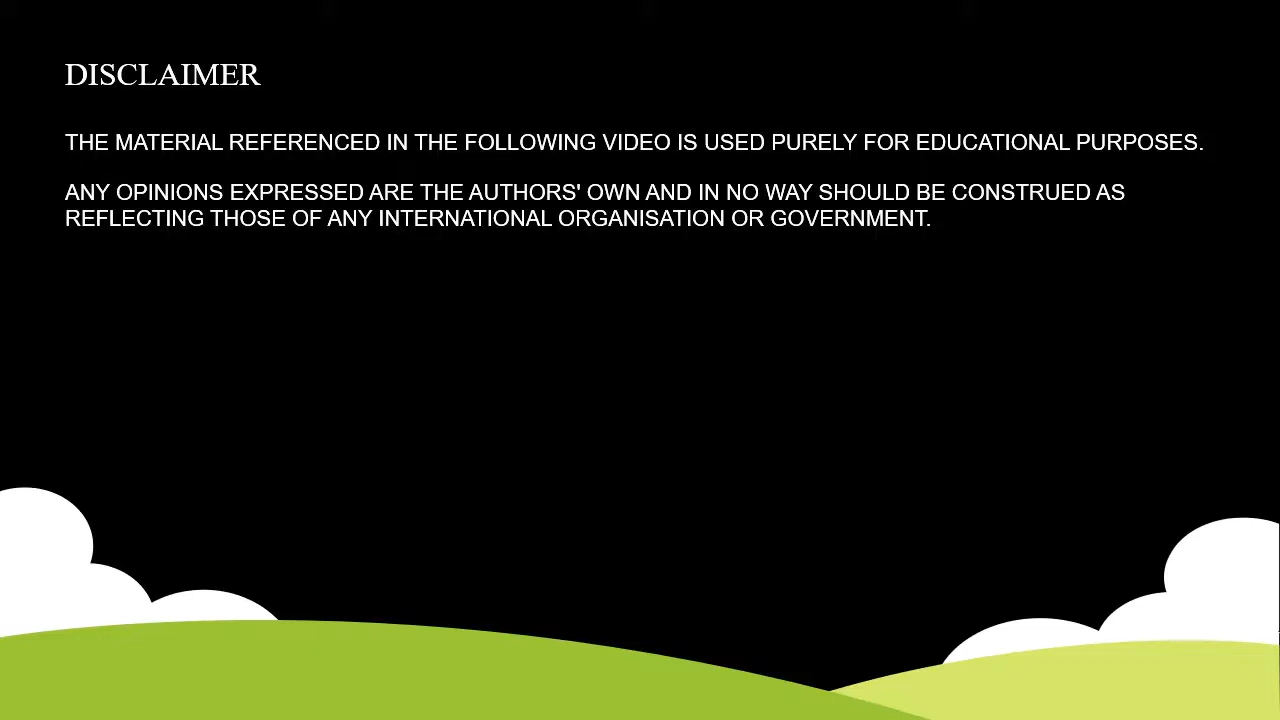 DISCLAIMER
THE MATERIAL REFERENCED IN THE FOLLOWING VIDEO IS USED PURELY FOR EDUCATIONAL PURPOSES.
ANY OPINIONS EXPRESSED ARE THE AUTHORS' OWN AND IN NO WAY SHOULD BE CONSTRUED AS
REFLECTING THOSE OF ANY INTERNATIONAL ORGANISATION OR GOVERNMENT.